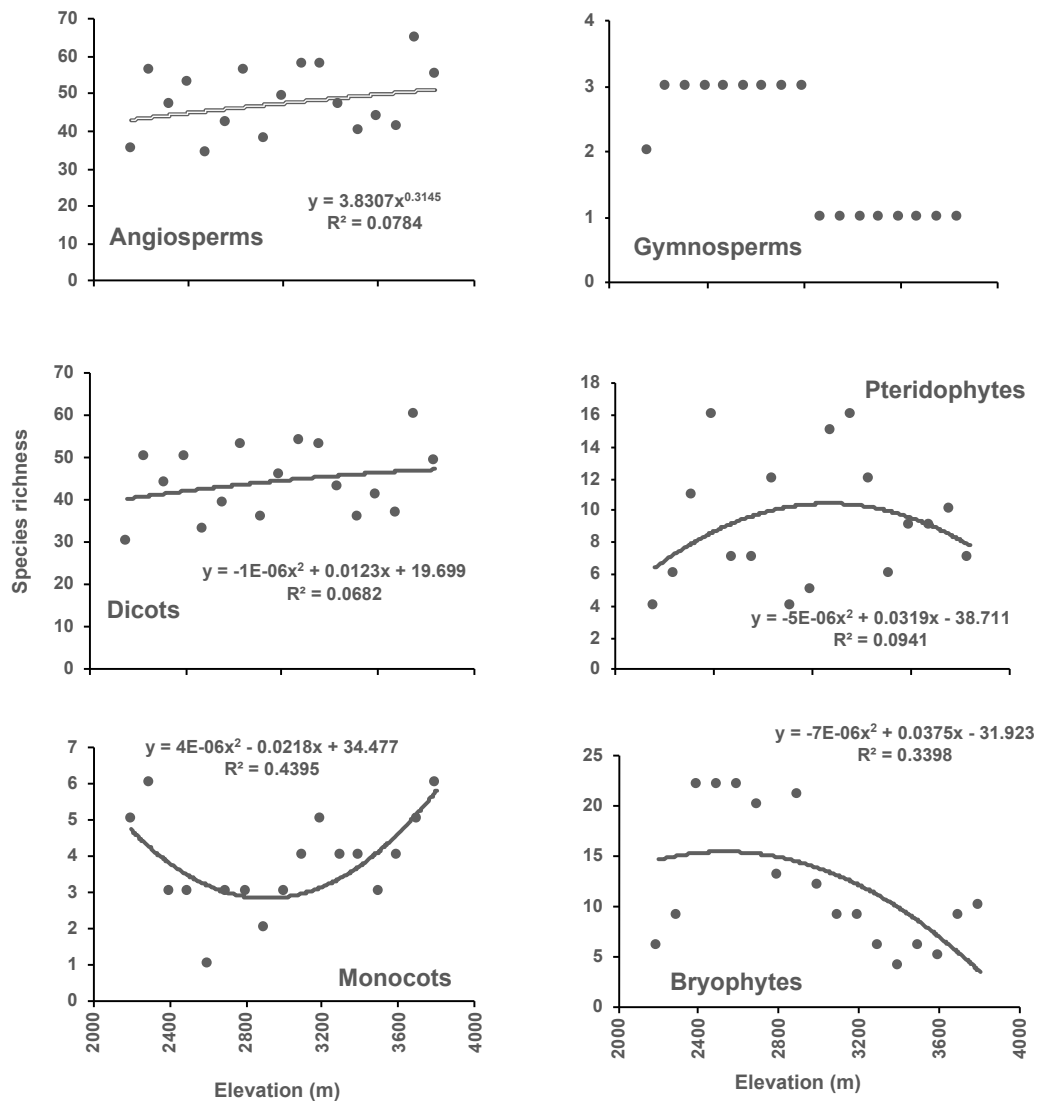 70
60
50
40
30
20
10
0
y = 3.8307x^0.3145
R² = 0.0784
Angiosperms
4
3
2
1
0
Gymnosperms
Species richness
70
60
50
40
30
20
10
0
y = -1E-06x² + 0.0123x + 19.699
R² = 0.0682
Dicots
18
16
14
12
10
8
6
4
2
0
Pteridophytes
y = -5E-06x² + 0.0319x - 38.711
R² = 0.0941
7
6
5
4
3
2
1
0
y = 4E-06x² - 0.0218x + 34.477
R² = 0.4395
Monocots
2000 2400 2800 3200 3600 4000
Elevation (m)
y = -7E-06x² + 0.0375x - 31.923
R² = 0.3398
25
20
15
10
5
0
Bryophytes
2000 2400 2800 3200 3600 4000
Elevation (m)